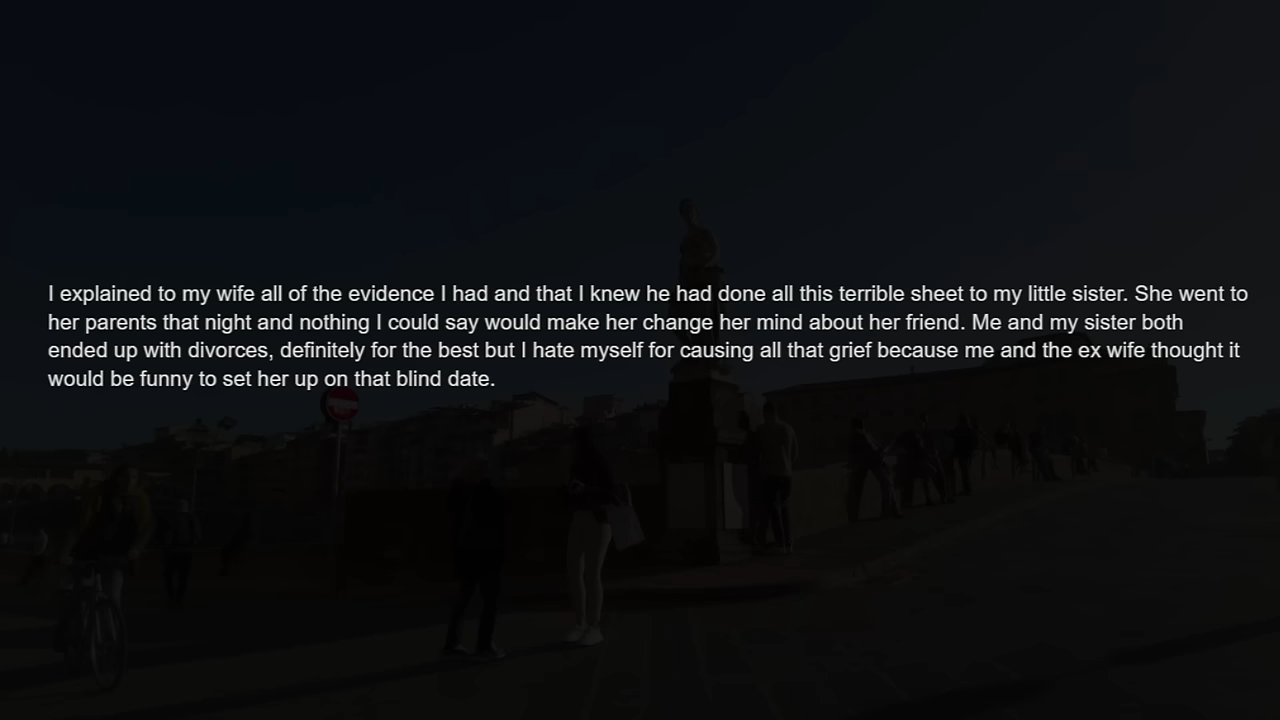 I explained to my wife all of the evidence I had and that I knew he had done all this terrible sheet to my little sister. She went to
her parents that night and nothing I could say would make her change her mind about her friend. Me and my sister both
ended up with divorces, definitely for the best but I hate myself for causing all that grief because me and the ex wife thought it
would be funny to set her up on that blind date.